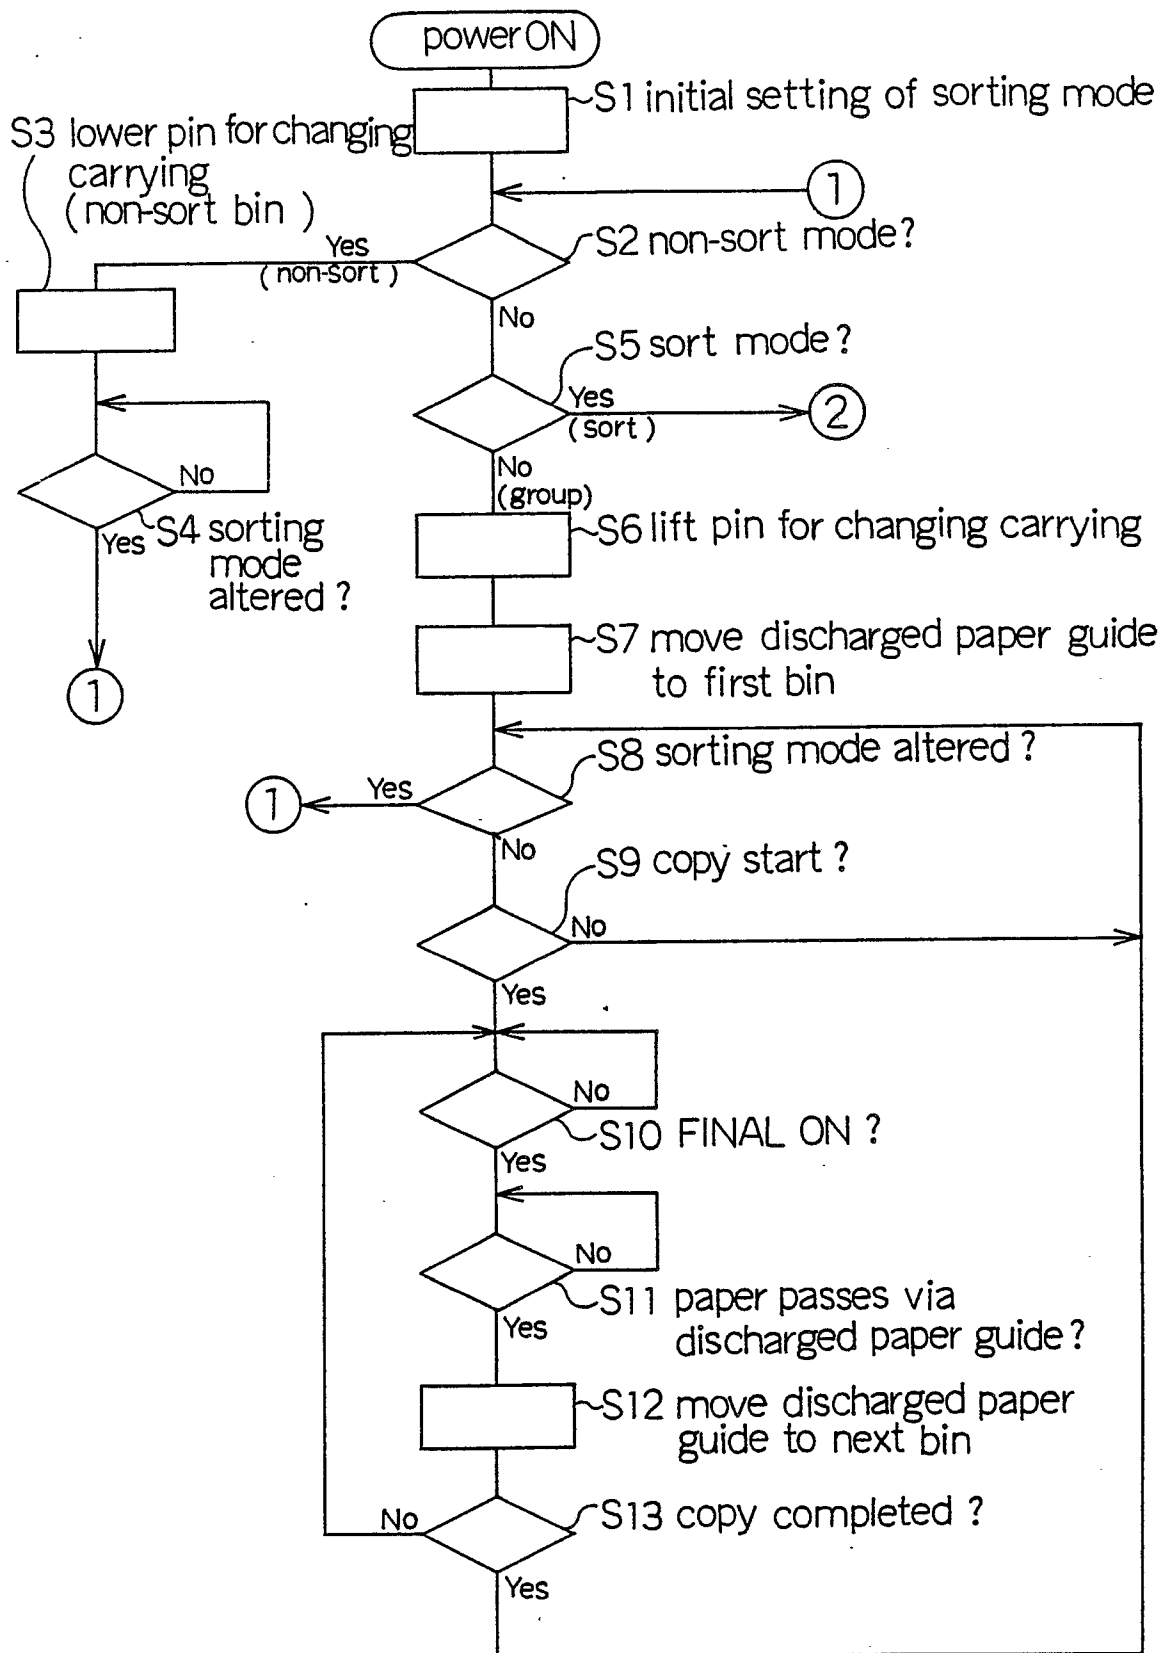 power ON
S1 initial setting of sorting mode
S3 lower pin for changing
carrying
(non-sort bin)
1
S2 non-sort mode?
Yes
(non-sort)
No
S5 sort mode?
Yes
(sort)
2
No
(group)
No
S4 sorting
mode
altered?
Yes
1
S6 lift pin for changing carrying
S7 move discharged paper guide
to first bin
S8 sorting mode altered?
Yes
1
No
S9 copy start?
No
Yes
No
S10 FINAL ON?
Yes
No
S11 paper passes via
discharged paper guide?
Yes
S12 move discharged paper
guide to next bin
S13 copy completed?
No
Yes